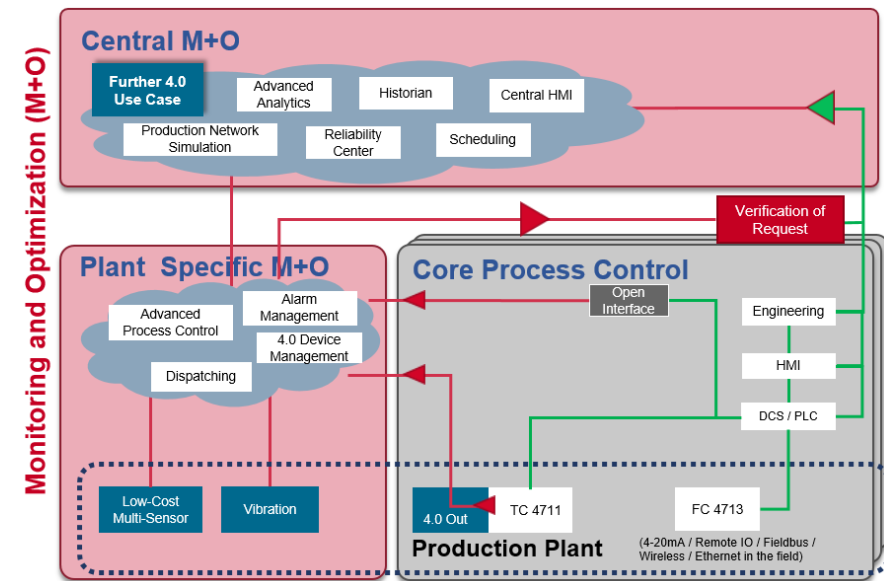 Monitoring and Optimization (M+O)
Central M+O
Further 4.0
Use Case
Advanced
Analytics
Historian
Central HMI
Production Network
Simulation
Reliability
Center
Scheduling
Verification of
Request
Plant Specific M+O
Advanced
Process Control
Alarm
Management
4.0 Device
Management
Dispatching
Low-Cost
Multi-Sensor
Vibration
Core Process Control
Open
Interface
Engineering
HMI
DCS / PLC
4.0 Out
TC 4711
FC 4713
Production Plant
(4-20mA / Remote IO / Fieldbus /
Wireless / Ethernet in the field)